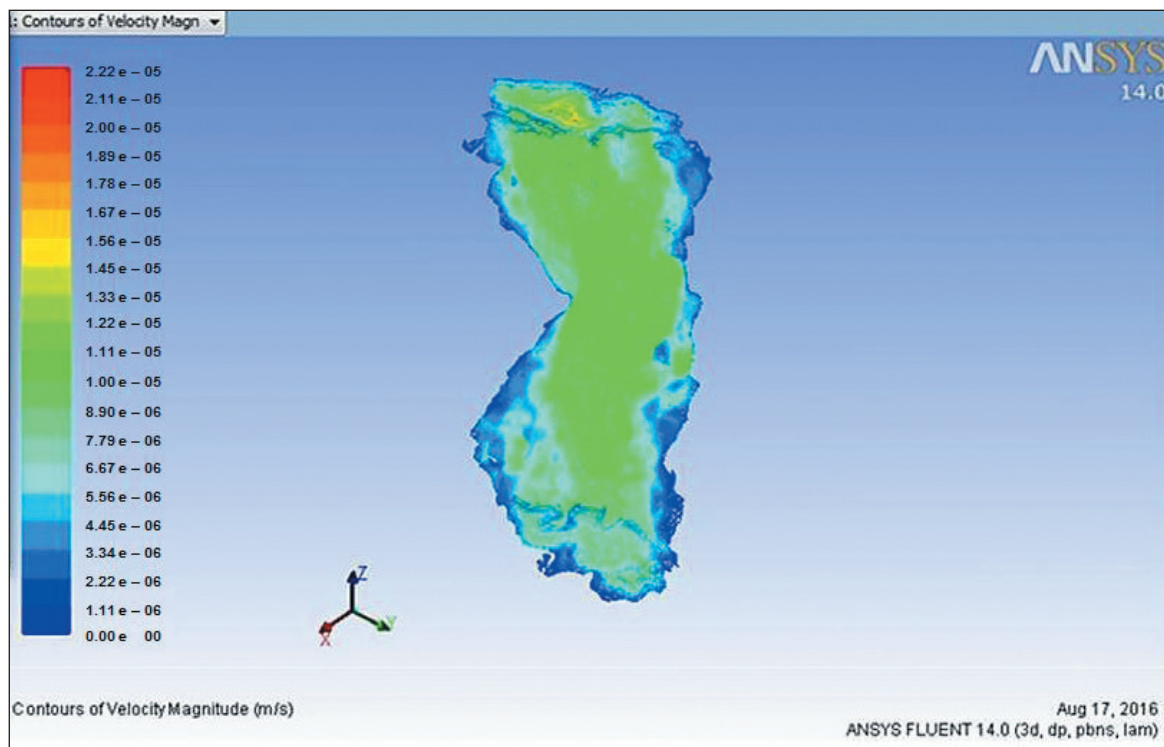 : Contours of Velocity Magn
ANSYS
14.0
2.22 e – 05
2.11 e – 05
2.00 e – 05
1.89 e – 05
1.78 e – 05
1.67 e – 05
1.56 e – 05
1.45 e – 05
1.33 e – 05
1.22 e – 05
1.11 e – 05
1.00 e – 05
8.90 e – 06
7.79 e – 06
6.67 e – 06
5.56 e – 06
4.45 e – 06
3.34 e – 06
2.22 e – 06
1.11 e – 06
0.00 e 00
Z
X
Y
Contours of Velocity Magnitude (m/s)
Aug 17, 2016
ANSYS FLUENT 14.0 (3d, dp, pbns, lam)